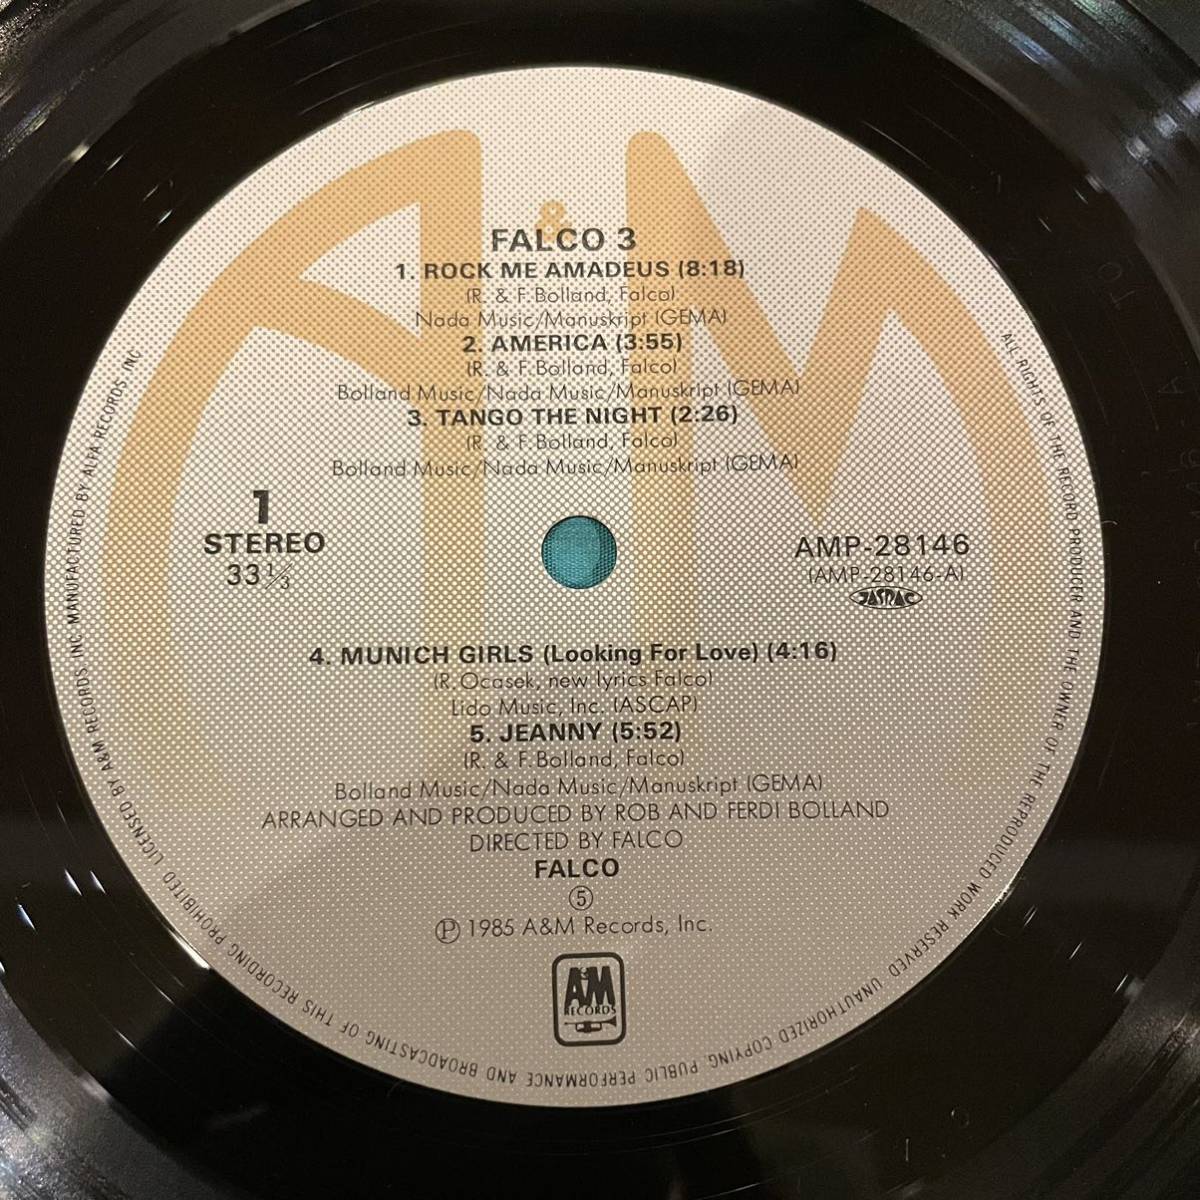 A&M
FALCO 3
1. ROCK ME AMADEUS (8:18)
(R. & F. Bolland, Falco)
Nada Music/Manuskript (GEMA)
2. AMERICA (3:55)
(R. & F. Bolland, Falco)
Bolland Music/Nada Music/Manuskript (GEMA)
3. TANGO THE NIGHT (2:26)
(R. & F. Bolland, Falco)
Bolland Music/Nada Music/Manuskript (GEMA)
1
STEREO
33 1/3
AMP-28146
(AMP-28146-A)
JASRAC
4. MUNICH GIRLS (Looking For Love) (4:16)
(R. Ocasek, new lyrics Falco)
Lido Music, Inc. (ASCAP)
5. JEANNY (5:52)
(R. & F. Bolland, Falco)
Bolland Music/Nada Music/Manuskript (GEMA)
ARRANGED AND PRODUCED BY ROB AND FERDI BOLLAND
DIRECTED BY FALCO
FALCO
⑤
℗ 1985 A&M Records, Inc.
A&M
RECORDS
LICENSED BY A&M RECORDS INC MANUFACTURED BY ALFA RECORDS INC
ALL RIGHTS OF THE RECORD PRODUCER AND THE OWNER OF THE REPRODUCED WORK RESERVED UNAUTHORIZED COPYING PUBLIC PERFORMANCE AND BROADCASTING OF THIS RECORDING PROHIBITED